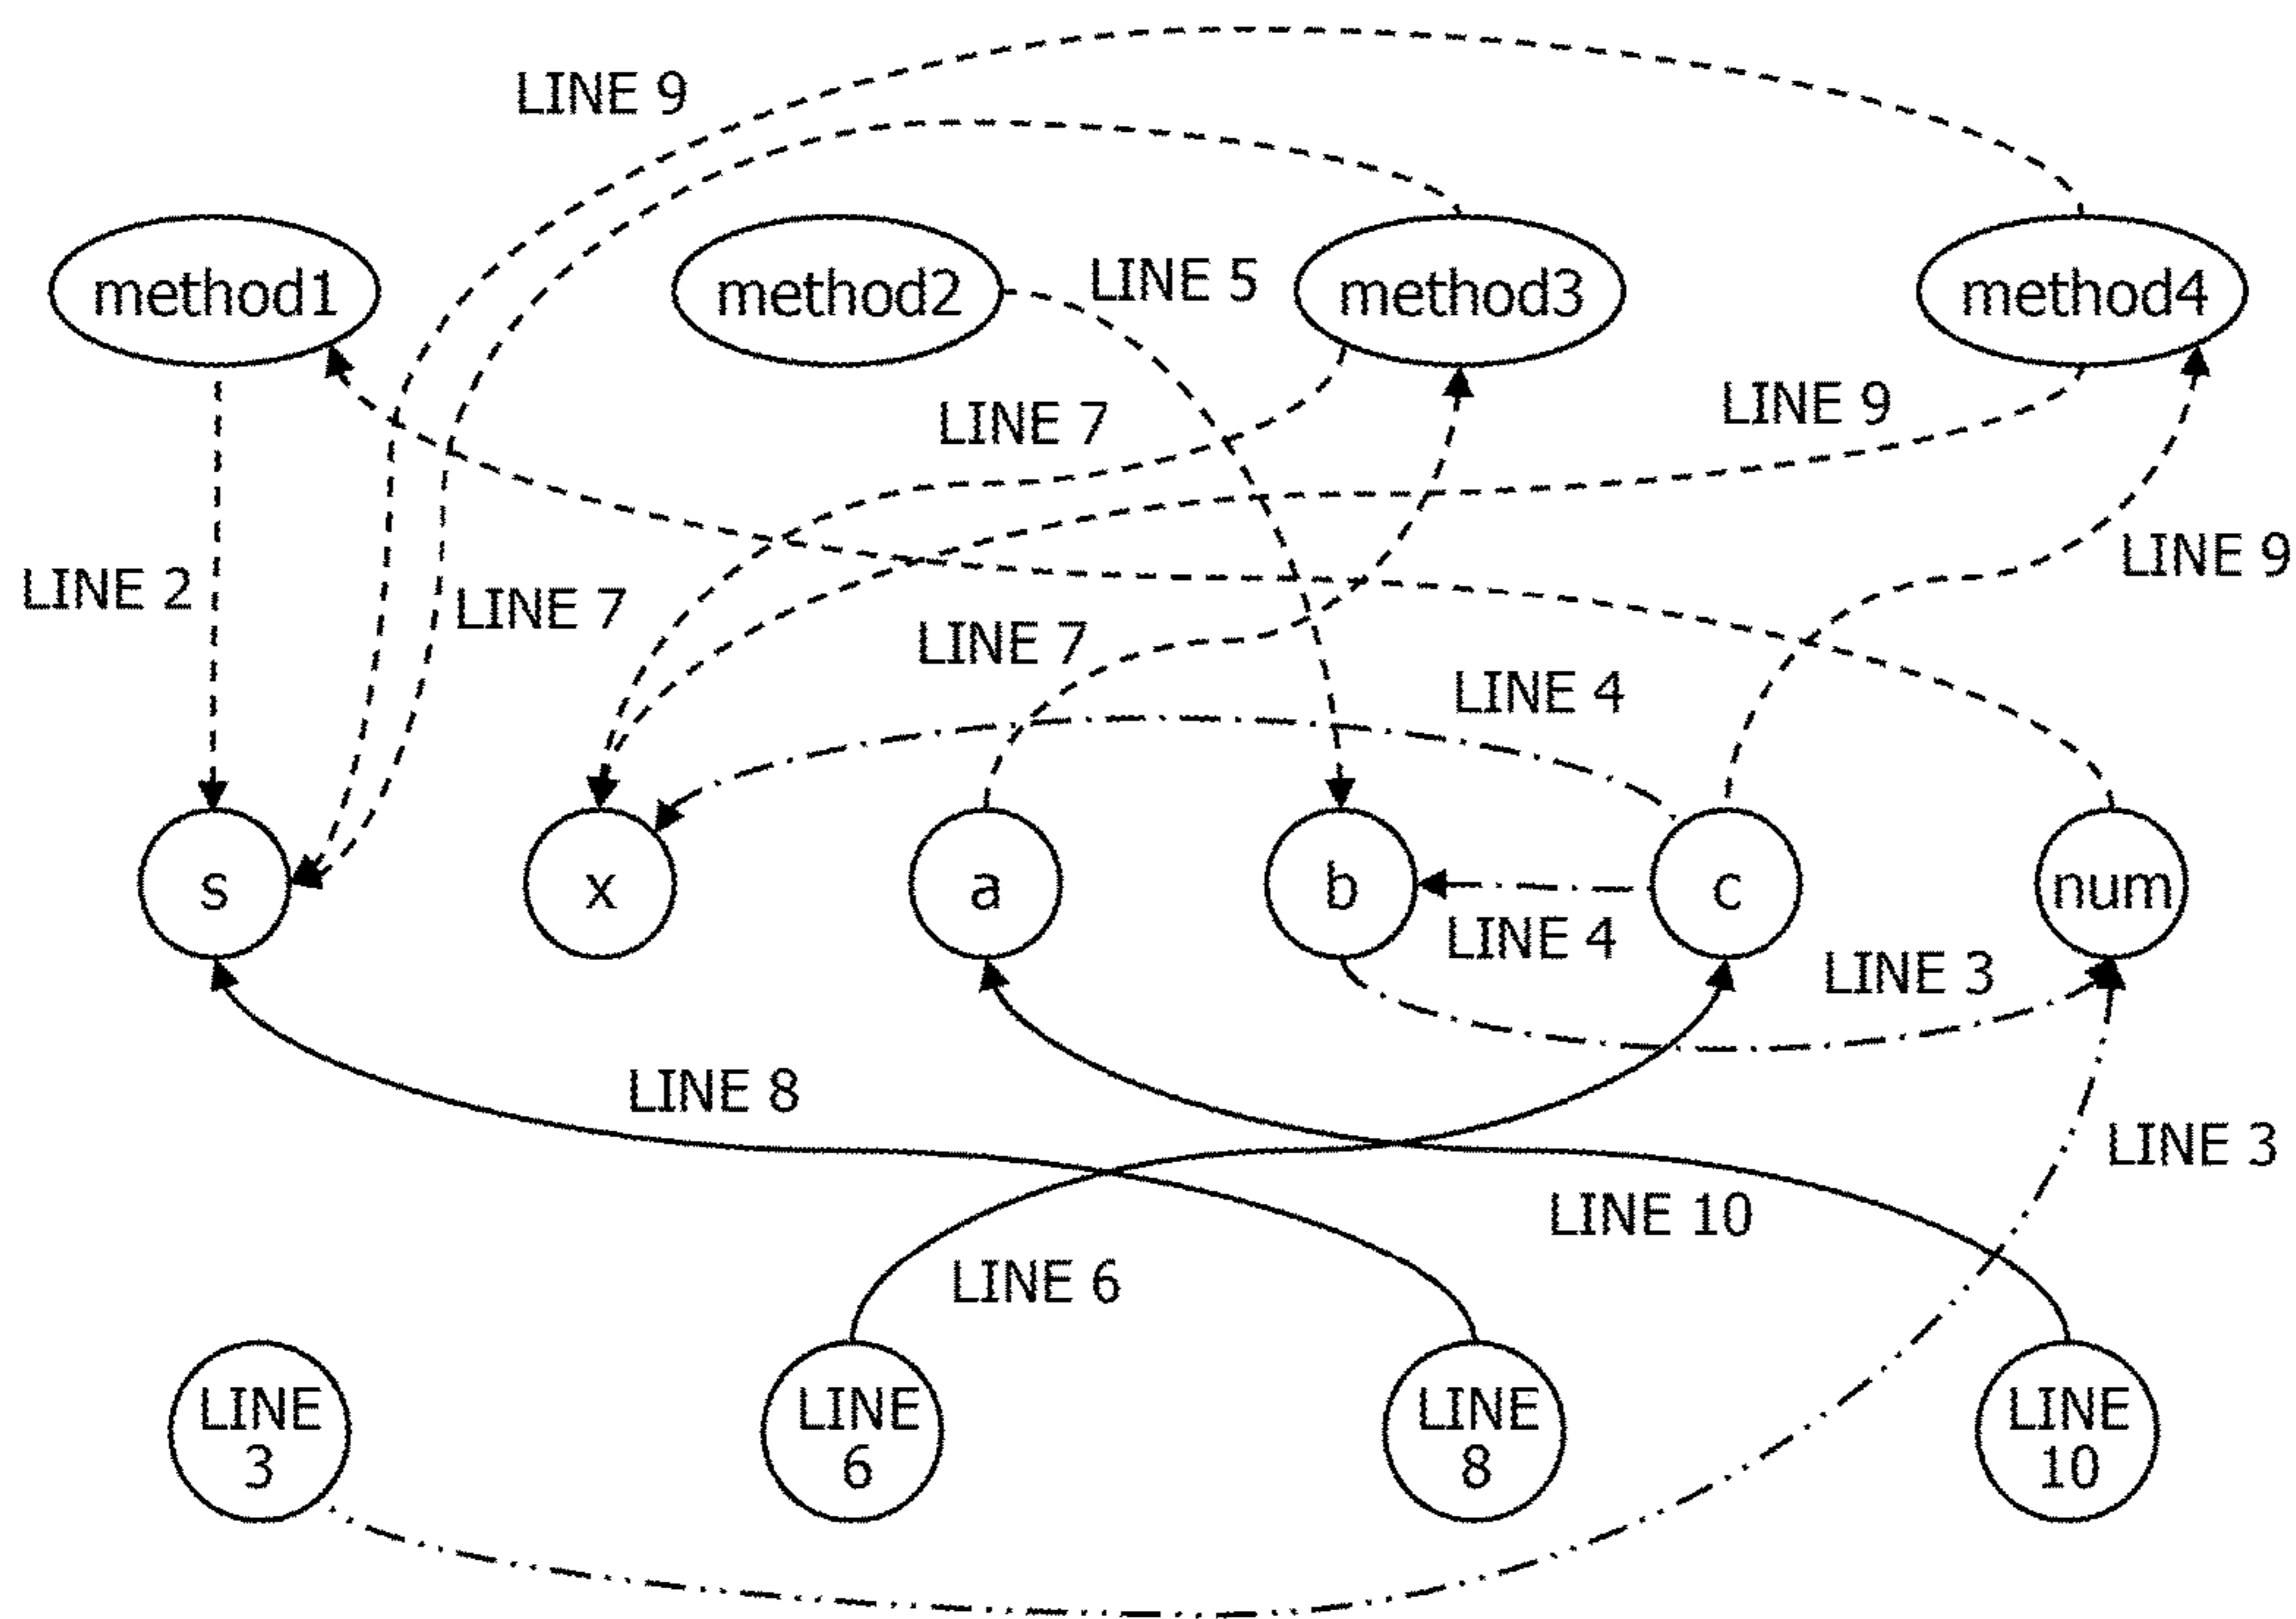 LINE 9
method1
method2
LINE 5
method3
method4
LINE 7
LINE 9
LINE 2
LINE 7
LINE 7
LINE 9
LINE 4
s
x
a
b
c
num
LINE 4
LINE 3
LINE 8
LINE 3
LINE 10
LINE 6
LINE
3
LINE
6
LINE
8
LINE
10